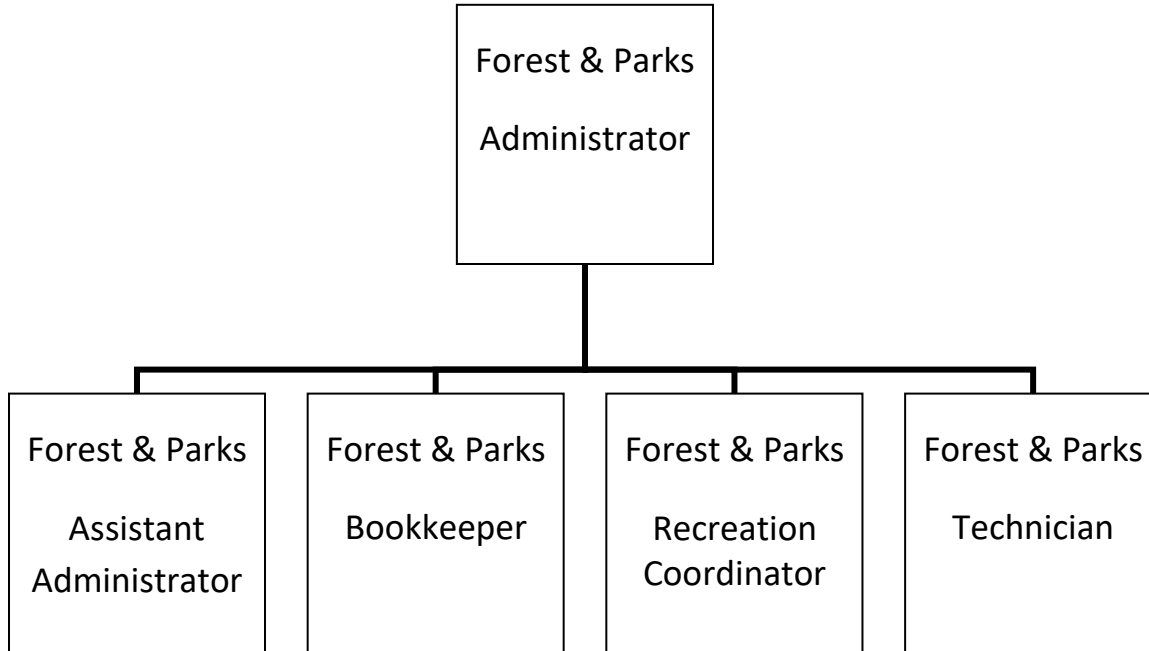 Forest & Parks
Administrator
Forest & Parks
Assistant
Administrator
Forest & Parks
Bookkeeper
Forest & Parks
Recreation
Coordinator
Forest & Parks
Technician